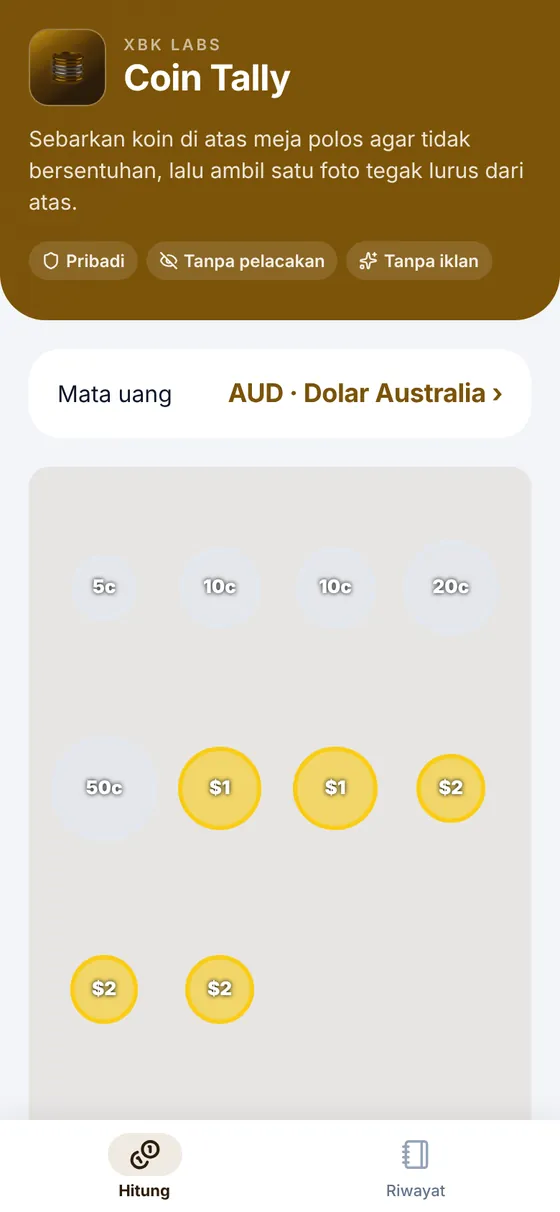 XBK LABS
Coin Tally
Sebarkan koin di atas meja polos agar tidak
bersentuhan, lalu ambil satu foto tegak lurus dari
atas.
Pribadi
Tanpa pelacakan
Tanpa iklan
Mata uang
AUD · Dolar Australia ›
5c
10c
10c
20c
50c
$1
$1
$2
$2
$2
Hitung
Riwayat